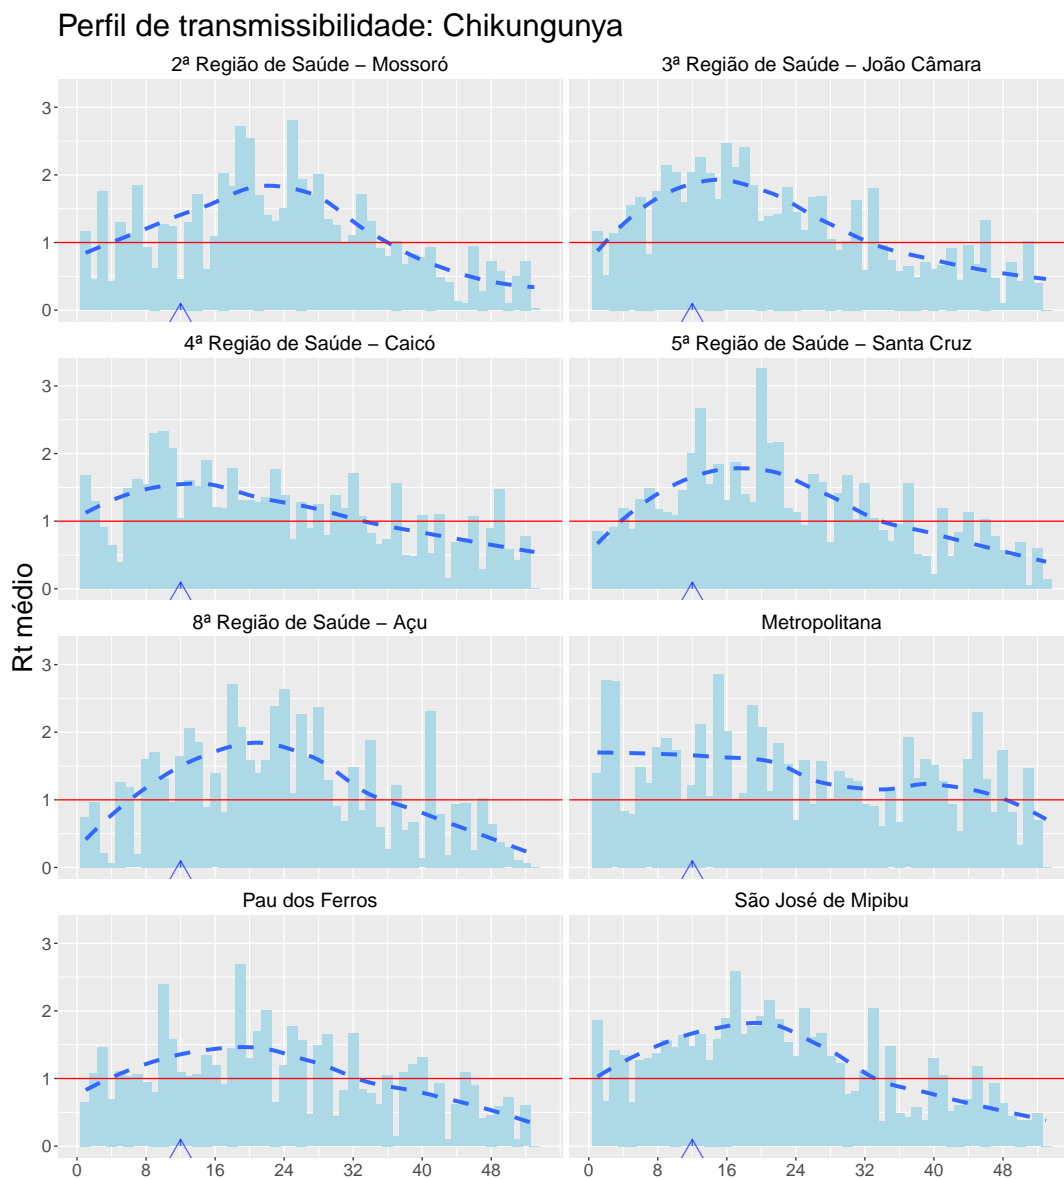 Perfil de transmissibilidade: Chikungunya
2ª Região de Saúde – Mossoró
3ª Região de Saúde – João Câmara
3
2
1
0
4ª Região de Saúde – Caicó
5ª Região de Saúde – Santa Cruz
3
2
1
0
Rt médio
8ª Região de Saúde – Açu
Metropolitana
3
2
1
0
Pau dos Ferros
São José de Mipibu
3
2
1
0
0 8 16 24 32 40 48
0 8 16 24 32 40 48